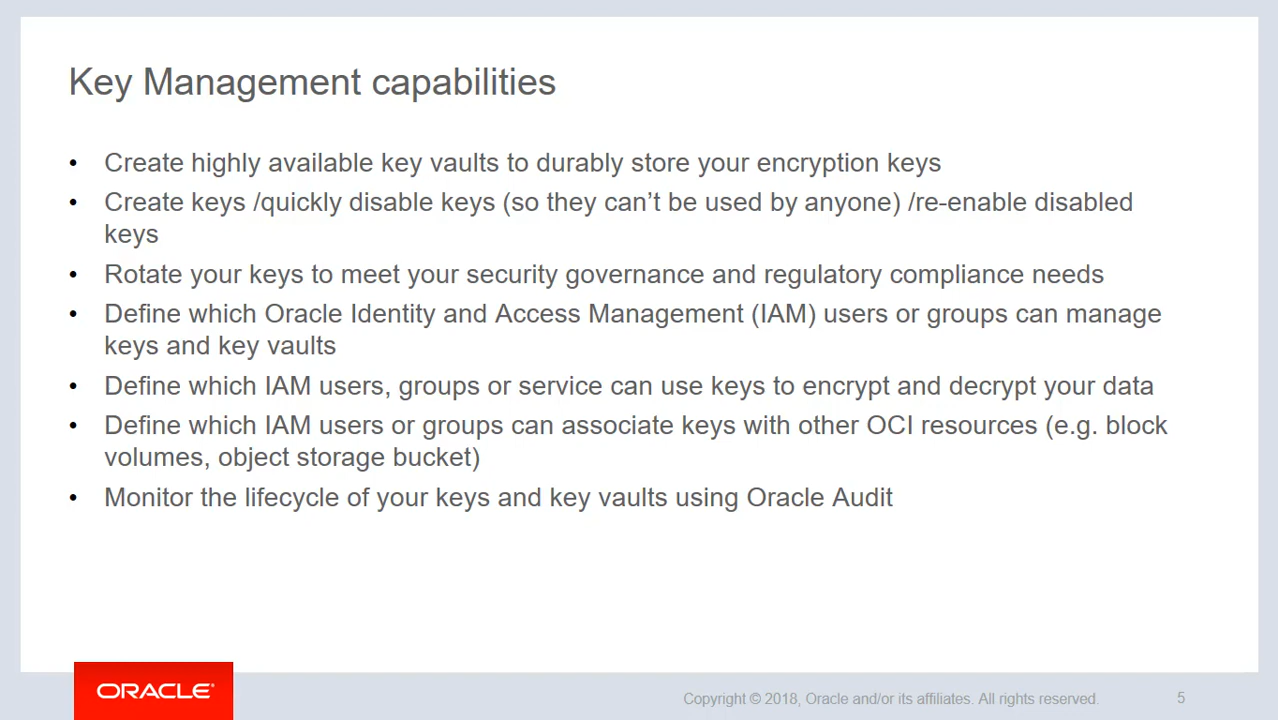 Key Management capabilities
• Create highly available key vaults to durably store your encryption keys
• Create keys /quickly disable keys (so they can’t be used by anyone) /re-enable disabled
keys
• Rotate your keys to meet your security governance and regulatory compliance needs
• Define which Oracle Identity and Access Management (IAM) users or groups can manage
keys and key vaults
• Define which IAM users, groups or service can use keys to encrypt and decrypt your data
• Define which IAM users or groups can associate keys with other OCI resources (e.g. block
volumes, object storage bucket)
• Monitor the lifecycle of your keys and key vaults using Oracle Audit
ORACLE®
Copyright © 2018, Oracle and/or its affiliates. All rights reserved.
5